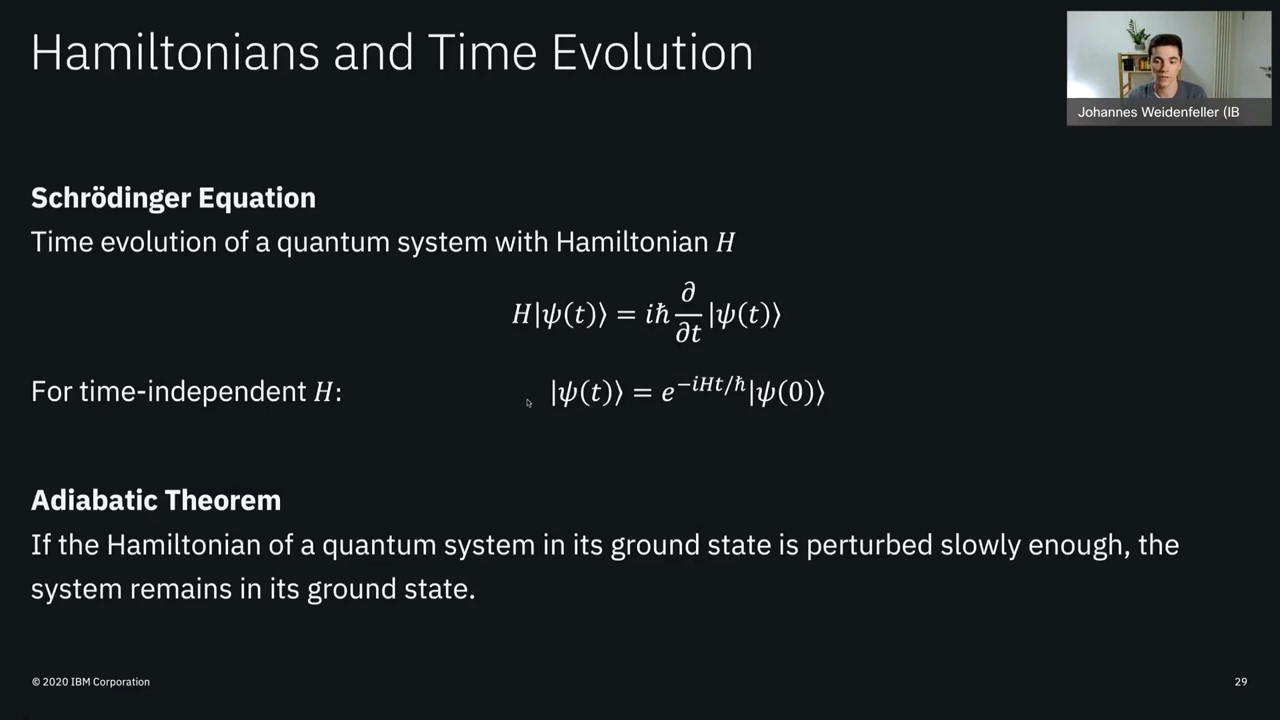 Hamiltonians and Time Evolution
Johannes Weidenfeller (IB
Schrödinger Equation
Time evolution of a quantum system with Hamiltonian H
H|ψ(t)⟩ = iℏ ∂/∂t |ψ(t)⟩
For time-independent H: |ψ(t)⟩ = e^{−iHt/ℏ}|ψ(0)⟩
Adiabatic Theorem
If the Hamiltonian of a quantum system in its ground state is perturbed slowly enough, the
system remains in its ground state.
© 2020 IBM Corporation
29